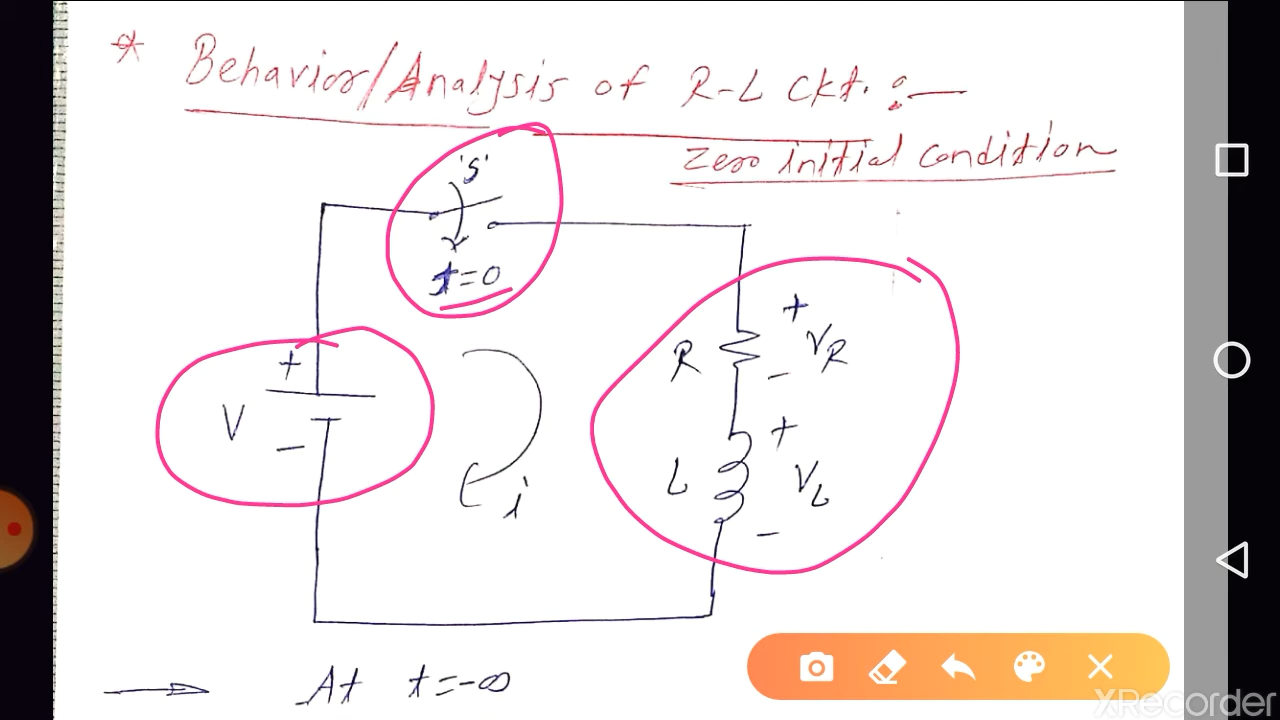 * Behavior/Analysis of R-L Ckt. :—
Zero initial condition
'S'
t=0
+
V
−
i
R
+
VR
−
L
+
VL
−
→ At t=-∞
XRecorder